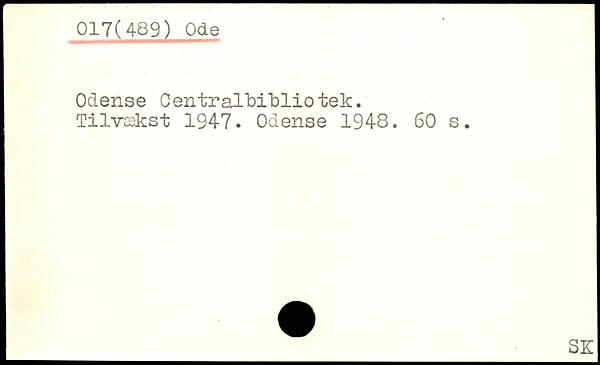 017(489) Ode
Odense Centralbibliotek.
Tilvækst 1947. Odense 1948. 60 s.
SK